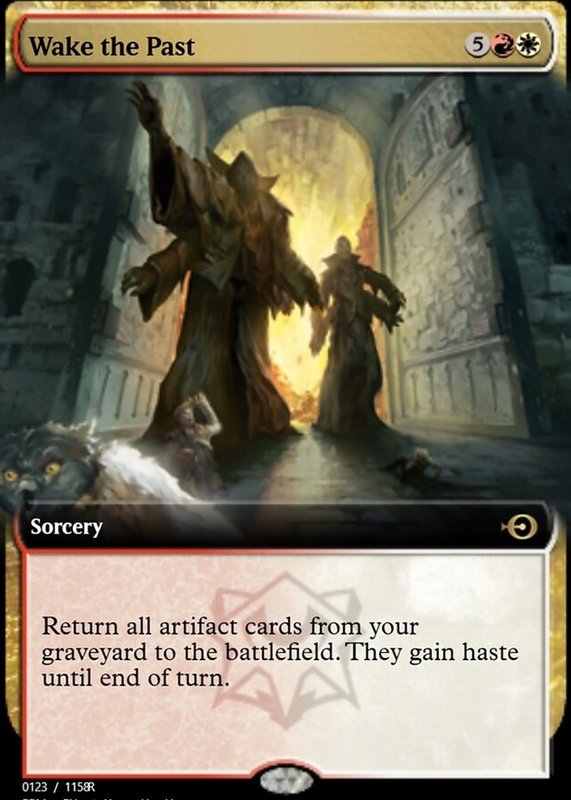 Wake the Past 5
Sorcery
Return all artifact cards from your
graveyard to the battlefield. They gain haste
until end of turn.
0123 / 1158R